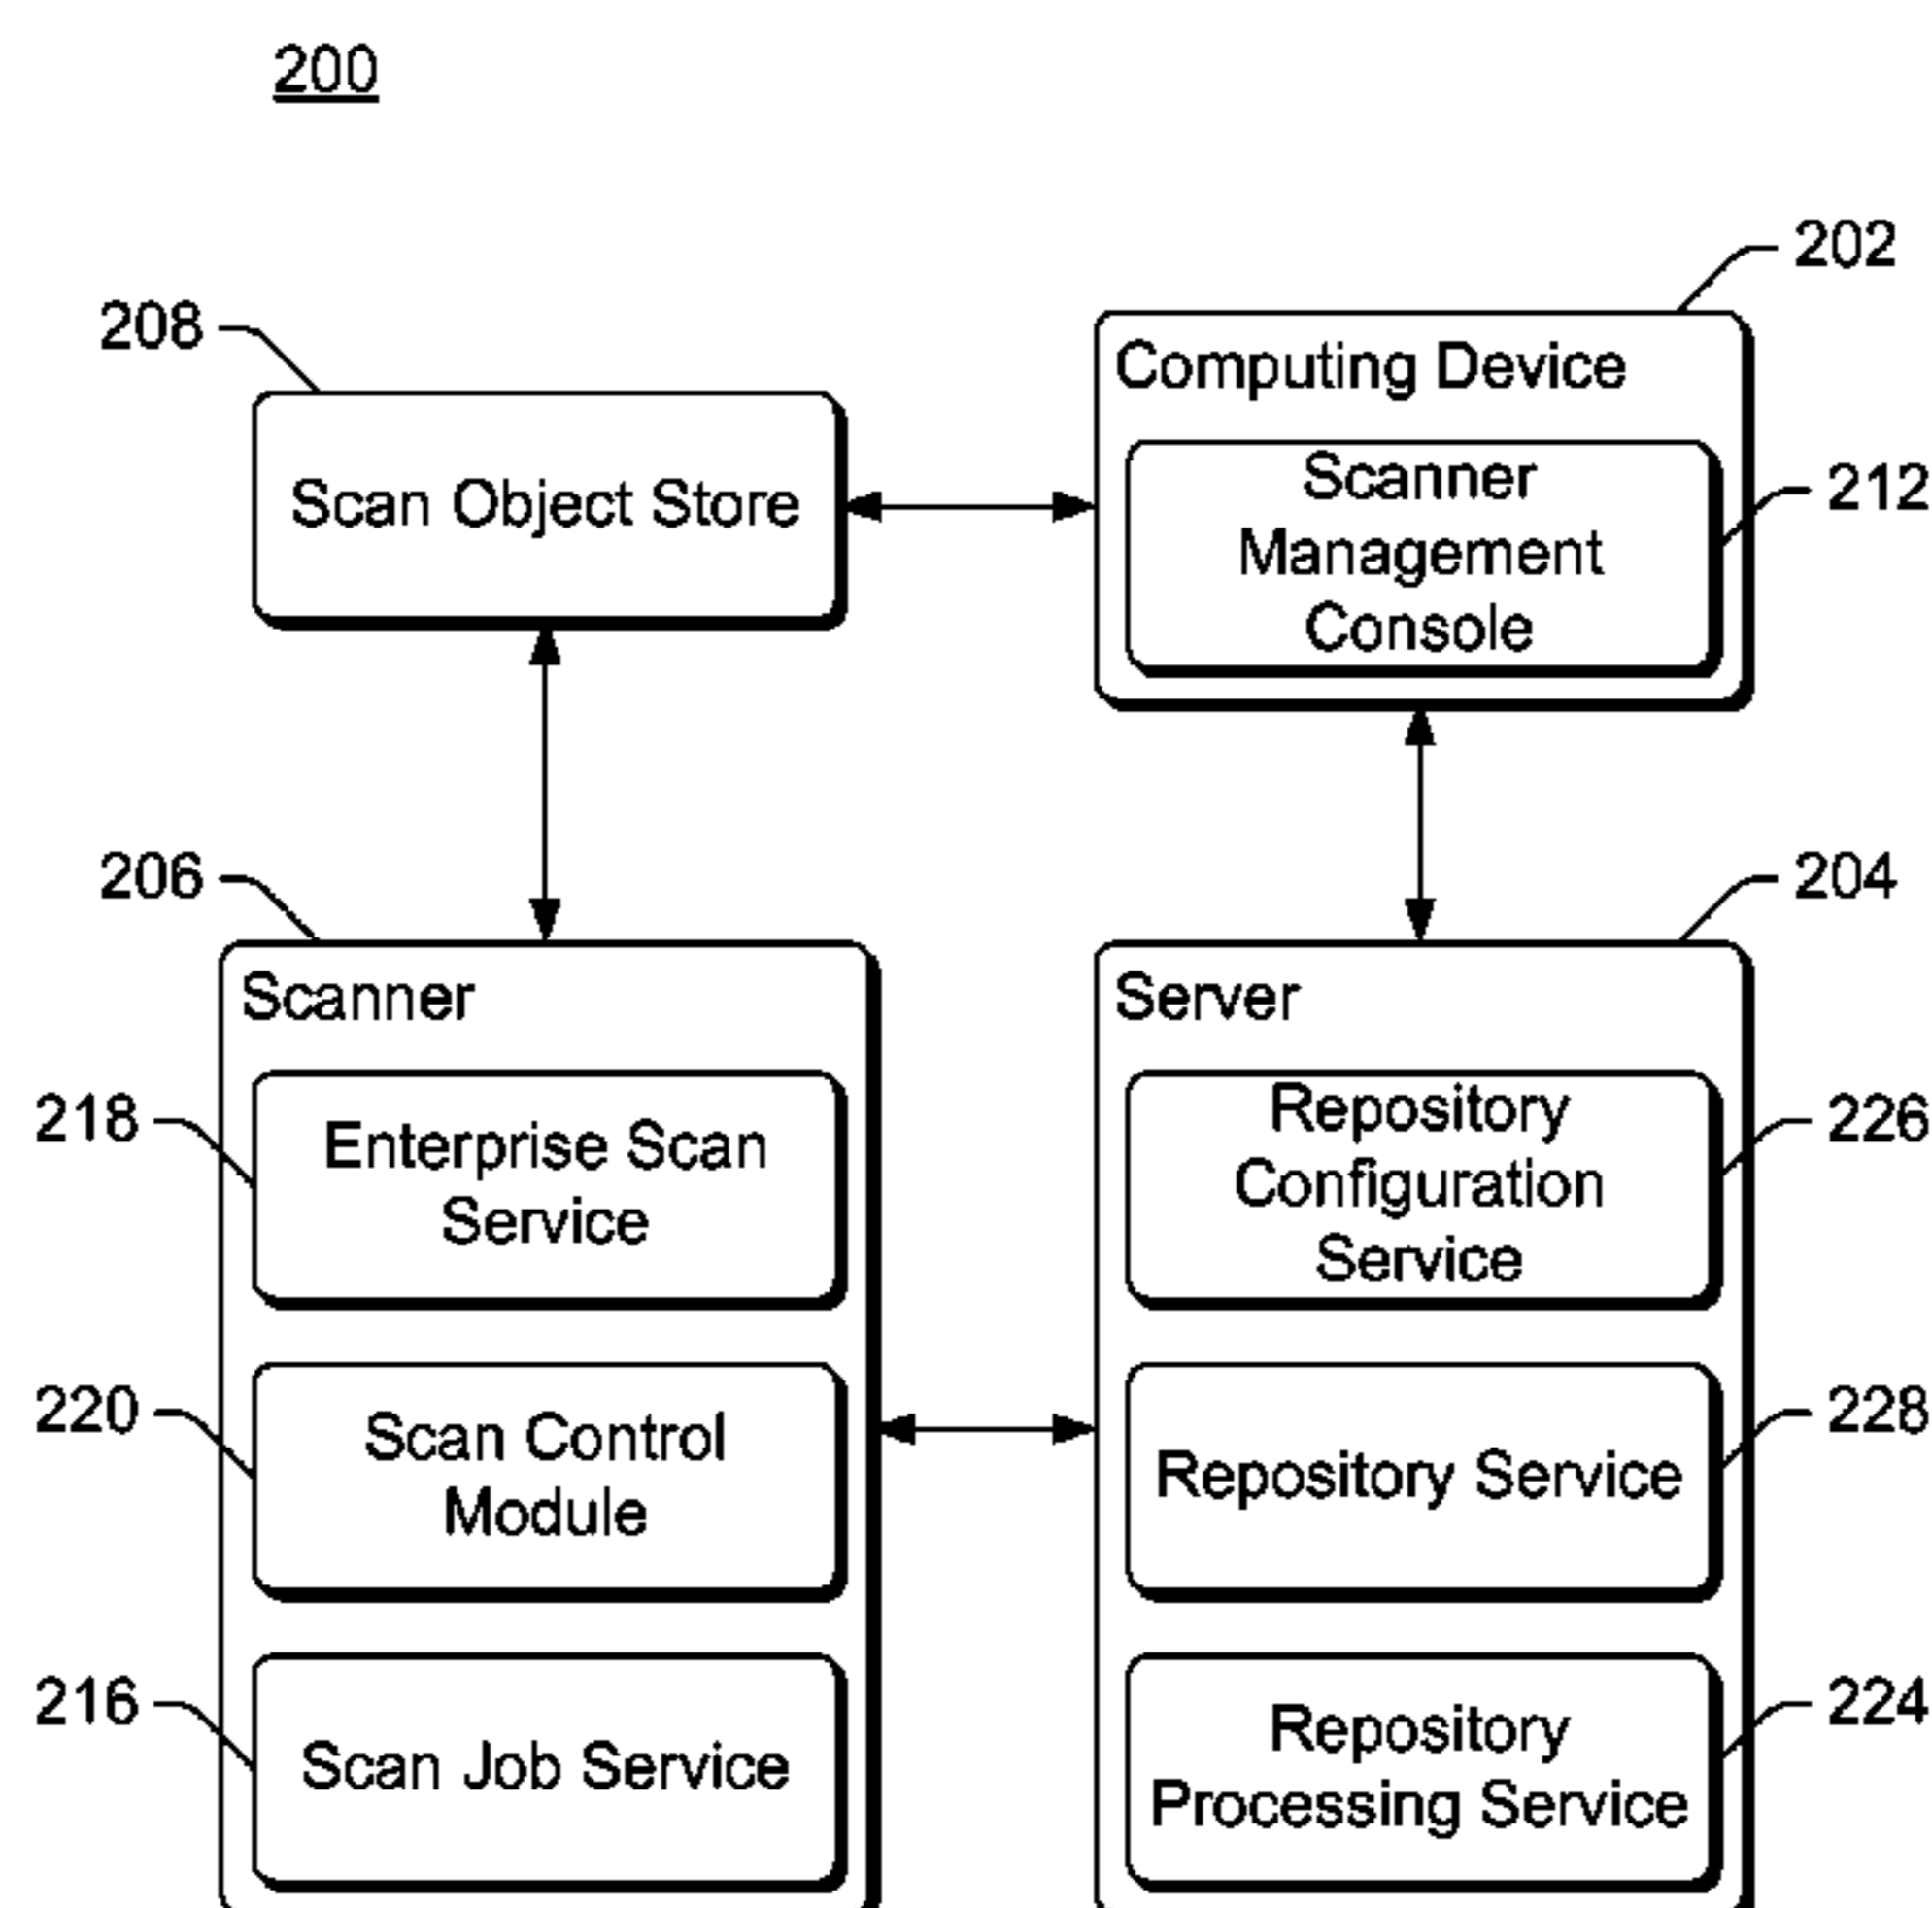 200
202
208
Computing Device
Scan Object Store
Scanner
Management
Console
212
206
204
Scanner
Server
218
Enterprise Scan
Service
Repository
Configuration
Service
226
220
Scan Control
Module
Repository Service
228
216
Scan Job Service
Repository
Processing Service
224